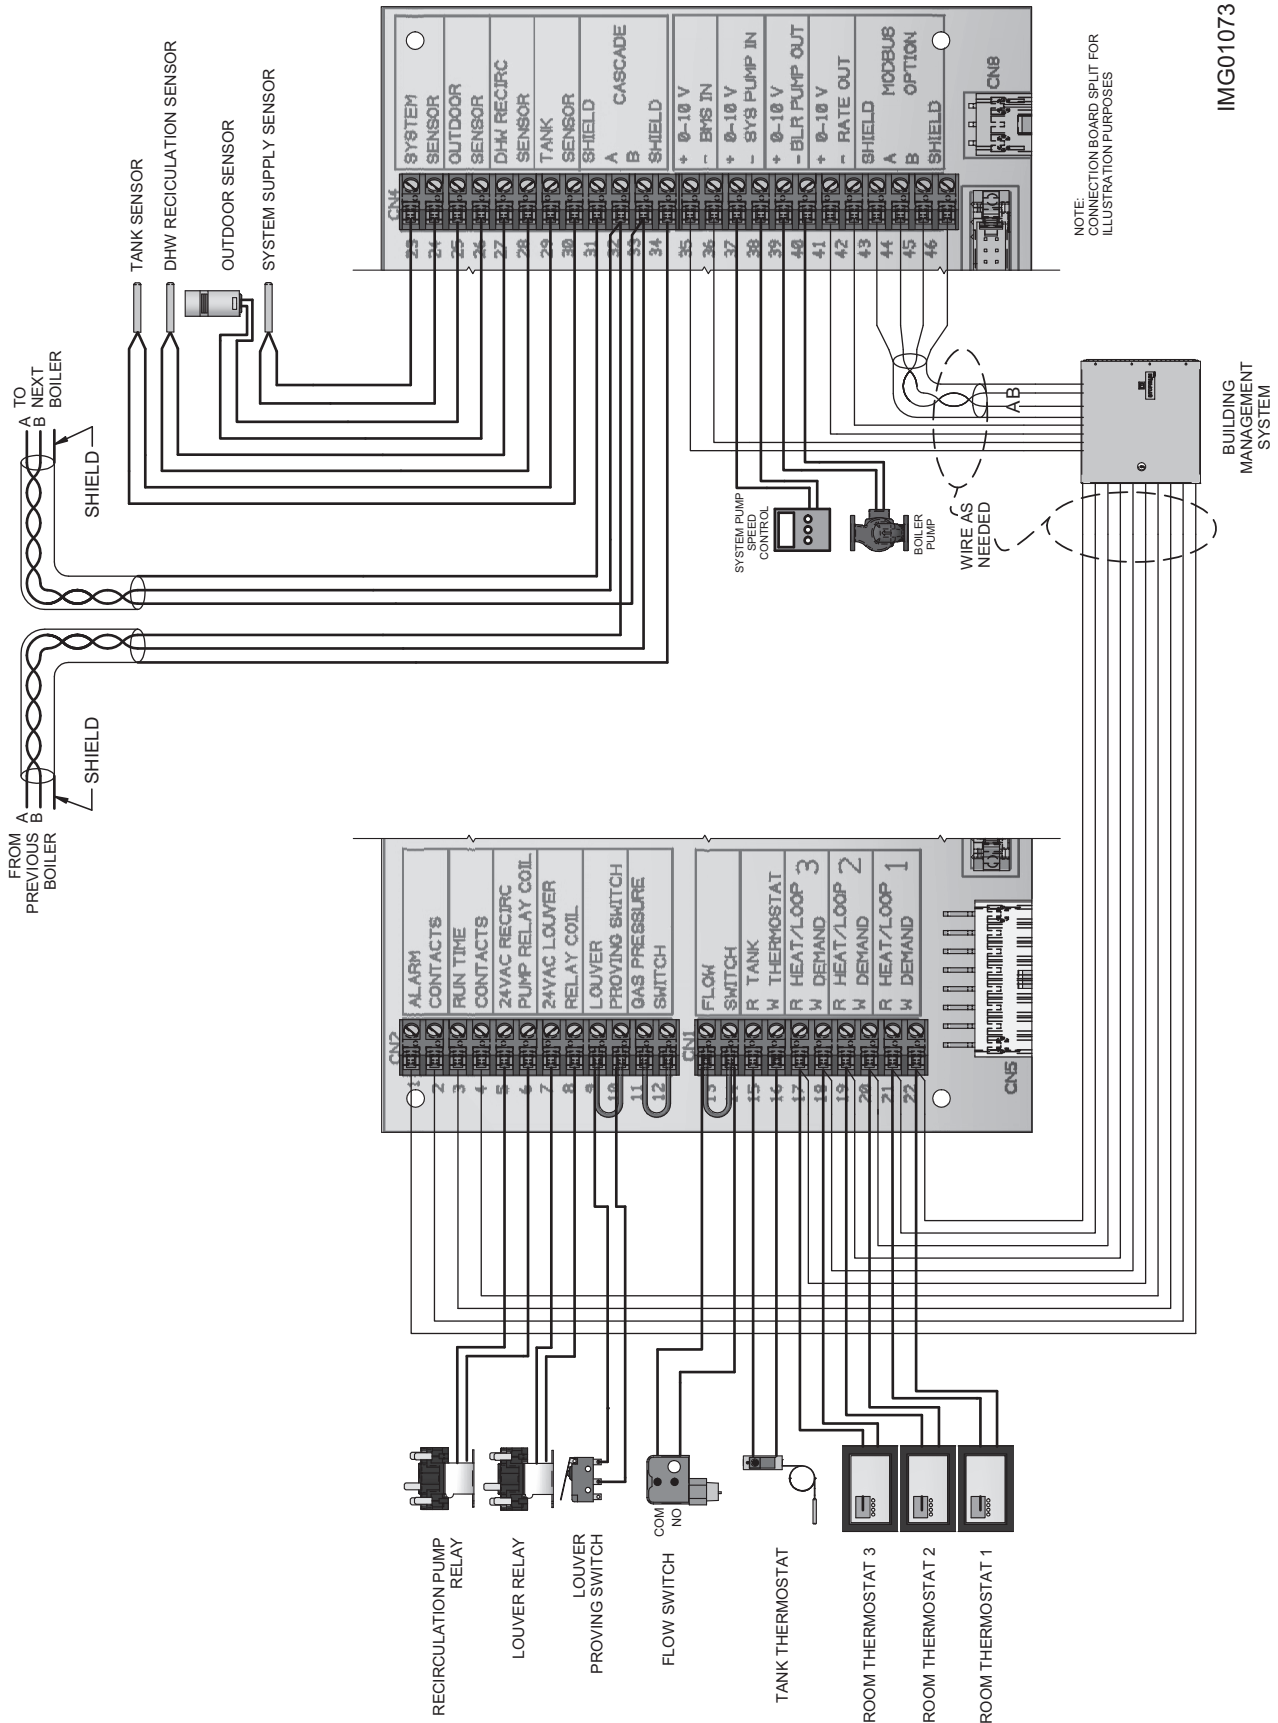 FROM
PREVIOUS
BOILER
A
B
SHIELD
TO
NEXT
BOILER
A
B
SHIELD
TANK SENSOR
DHW RECICULATION SENSOR
OUTDOOR SENSOR
SYSTEM SUPPLY SENSOR
RECIRCULATION PUMP
RELAY
LOUVER RELAY
LOUVER
PROVING SWITCH
FLOW SWITCH
COM
NO
TANK THERMOSTAT
ROOM THERMOSTAT 3
ROOM THERMOSTAT 2
ROOM THERMOSTAT 1
CN2
1
2
3
4
5
6
7
8
9
10
11
12
ALARM
CONTACTS
RUN TIME
CONTACTS
24VAC RECIRC
PUMP RELAY COIL
24VAC LOUVER
RELAY COIL
LOUVER
PROVING SWITCH
GAS PRESSURE
SWITCH
CN1
13
14
15
16
17
18
19
20
21
22
FLOW
SWITCH
R TANK
W THERMOSTAT
R HEAT/LOOP
W DEMAND
3
R HEAT/LOOP
W DEMAND
2
R HEAT/LOOP
W DEMAND
1
CN5
CN4
23
24
25
26
27
28
29
30
31
32
33
34
SYSTEM
SENSOR
OUTDOOR
SENSOR
DHW RECIRC
SENSOR
TANK
SENSOR
SHIELD
A
B
CASCADE
SHIELD
35
36
37
38
39
40
41
42
43
44
45
46
+ 0-10 V
- BMS IN
+ 0-10 V
- SYS PUMP IN
+ 0-10 V
- BLR PUMP OUT
+ 0-10 V
- RATE OUT
SHIELD
A MODBUS
B OPTION
SHIELD
CN8
SYSTEM PUMP
SPEED
CONTROL
BOILER
PUMP
WIRE AS
NEEDED
A
B
BUILDING
MANAGEMENT
SYSTEM
NOTE:
CONNECTION BOARD SPLIT FOR
ILLUSTRATION PURPOSES
IMG01073